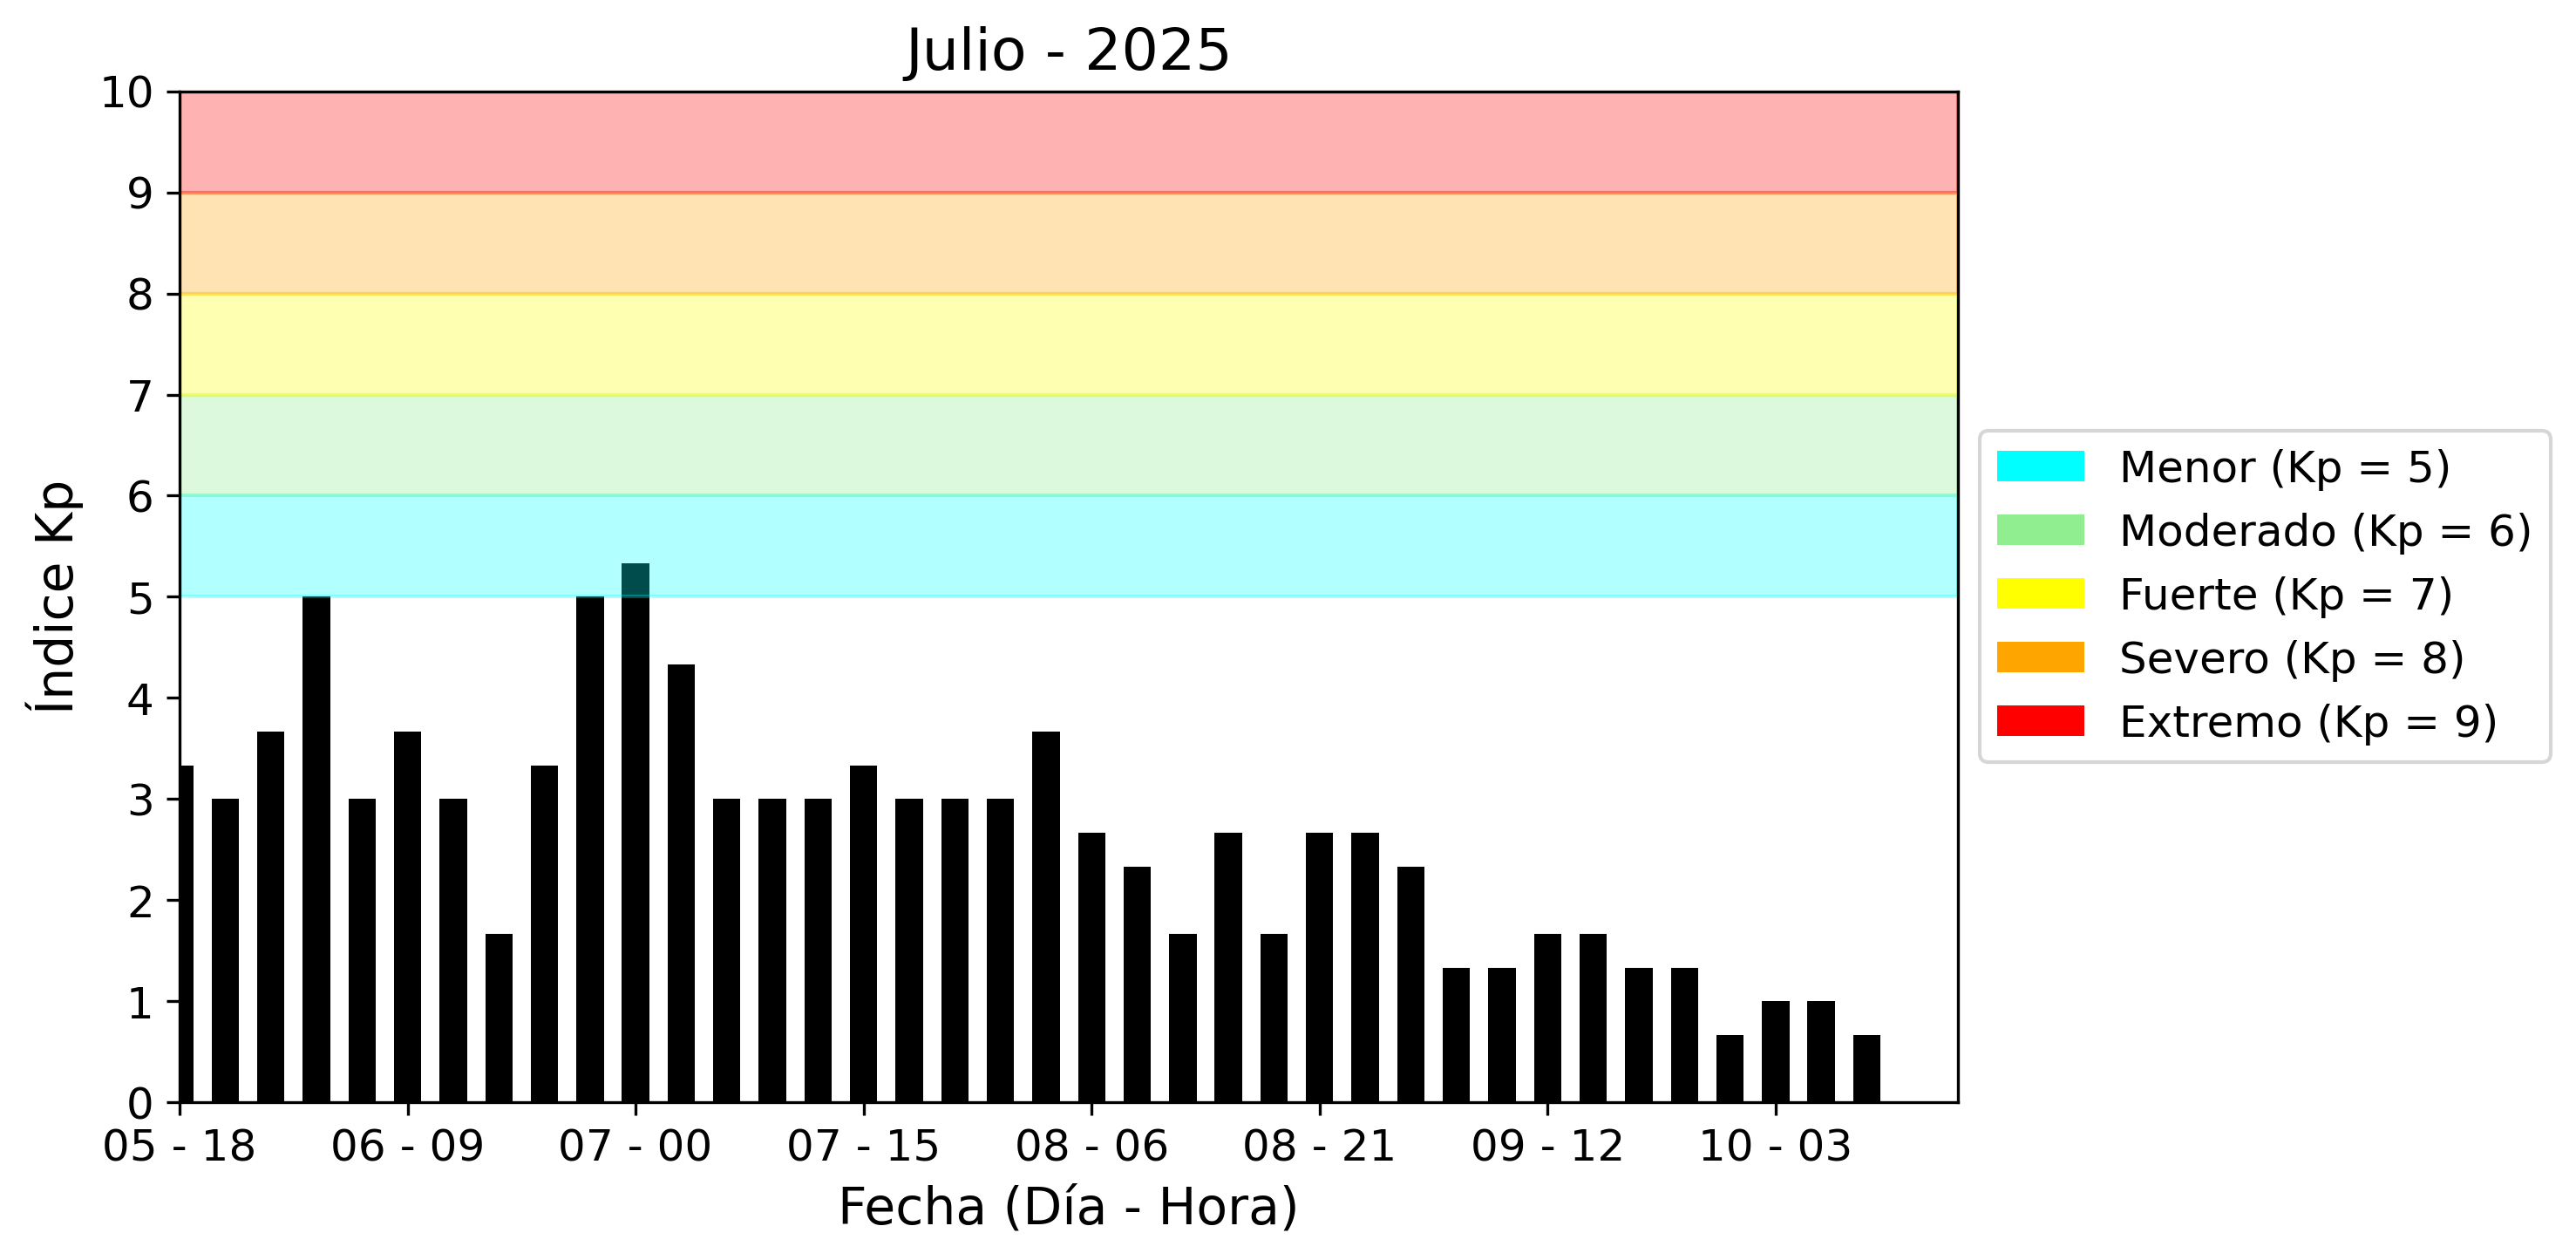 Julio - 2025
10
9
8
7
6
5
4
3
2
1
0
Índice Kp
05 - 18
06 - 09
07 - 00
07 - 15
08 - 06
08 - 21
09 - 12
10 - 03
Fecha (Día - Hora)
Menor (Kp = 5)
Moderado (Kp = 6)
Fuerte (Kp = 7)
Severo (Kp = 8)
Extremo (Kp = 9)